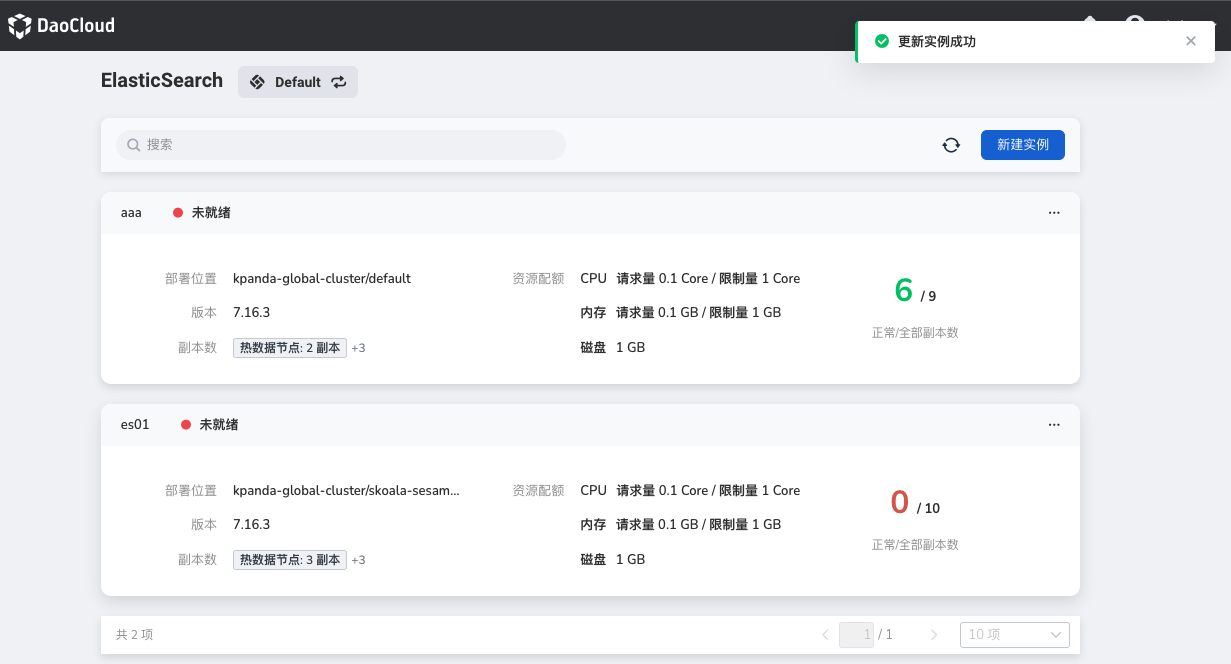 DaoCloud
更新实例成功
ElasticSearch
Default
搜索
新建实例
aaa 未就绪
部署位置 kpanda-global-cluster/default
资源配额 CPU 请求量 0.1 Core / 限制量 1 Core
6 / 9
版本 7.16.3
内存 请求量 0.1 GB / 限制量 1 GB
正常/全部副本数
副本数 热数据节点: 2 副本 +3
磁盘 1 GB
es01 未就绪
部署位置 kpanda-global-cluster/skoala-sesam...
资源配额 CPU 请求量 0.1 Core / 限制量 1 Core
0 / 10
版本 7.16.3
内存 请求量 0.1 GB / 限制量 1 GB
正常/全部副本数
副本数 热数据节点: 3 副本 +3
磁盘 1 GB
共 2 项
1 / 1
10 项